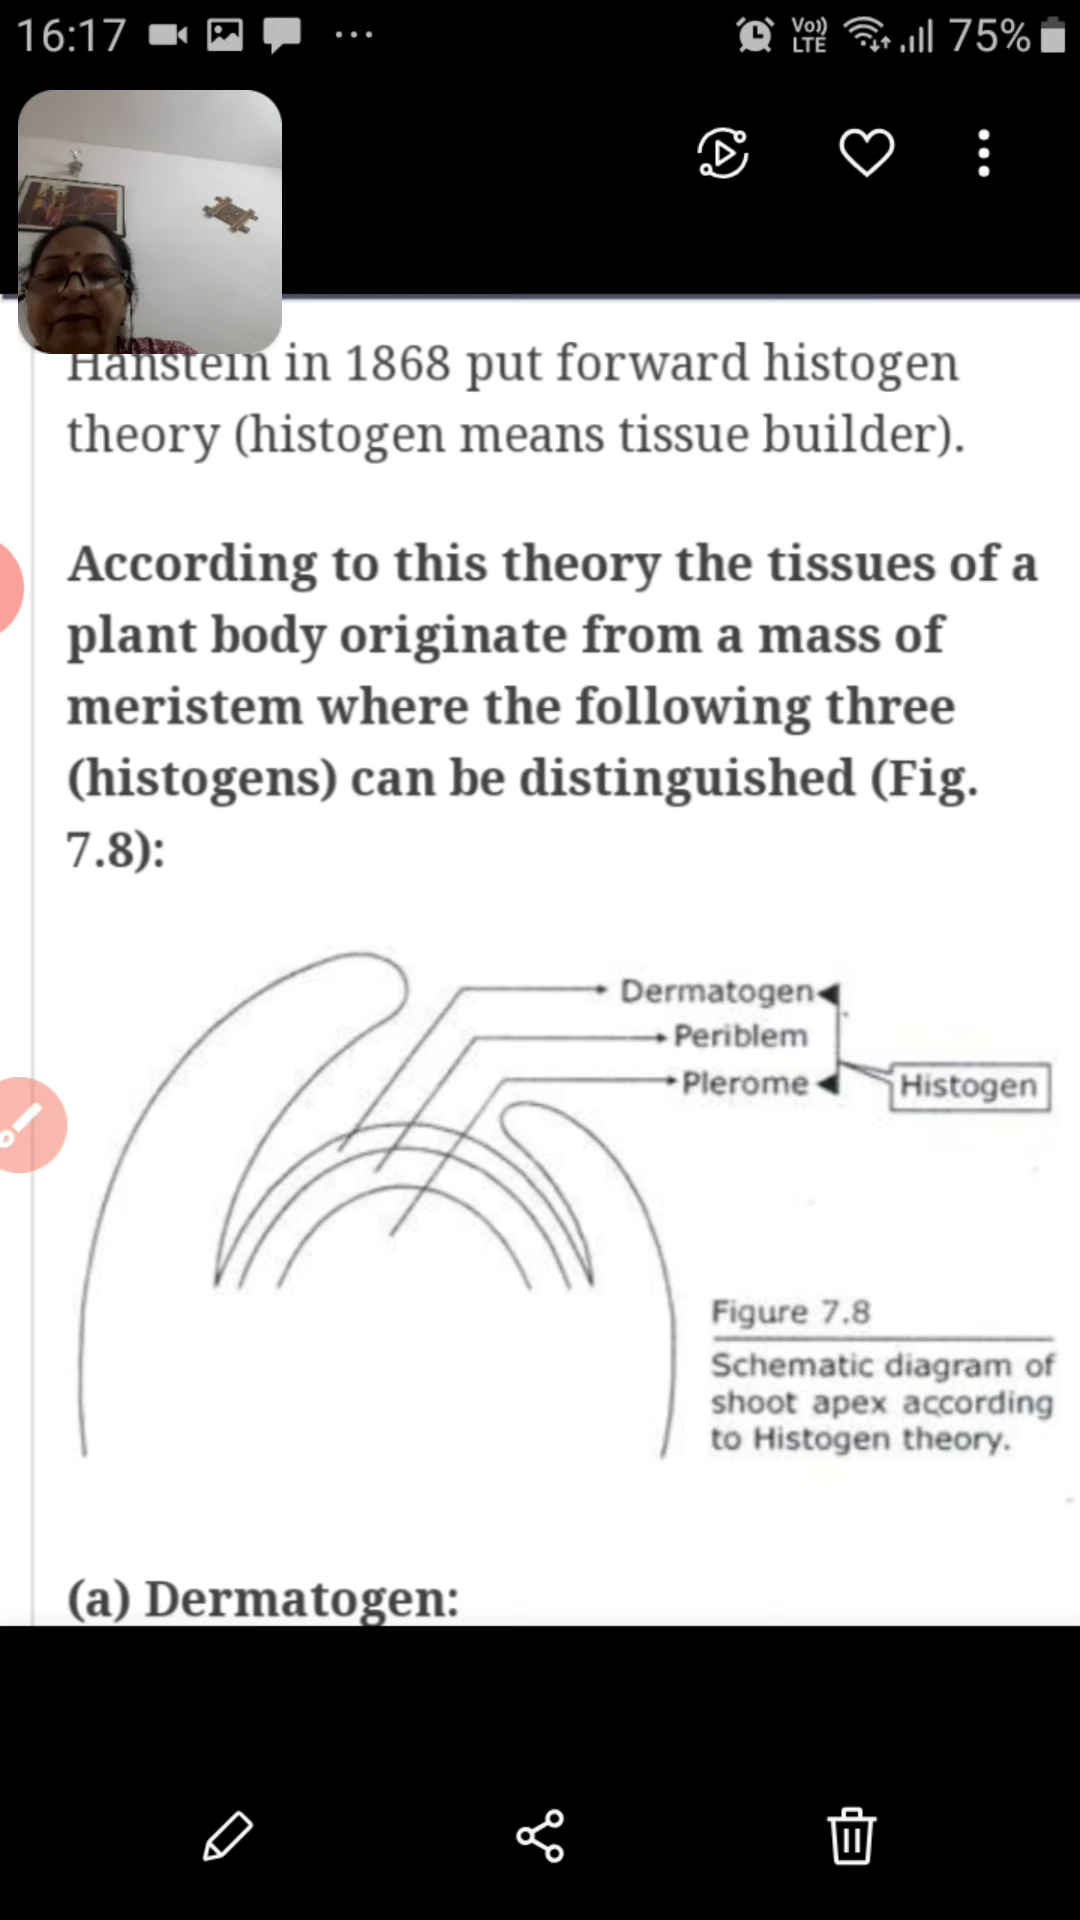 16:17
Vo)) LTE 75%
Hanstein in 1868 put forward histogen
theory (histogen means tissue builder).
According to this theory the tissues of a
plant body originate from a mass of
meristem where the following three
(histogens) can be distinguished (Fig.
7.8):
Dermatogen
Periblem
Plerome
Histogen
Figure 7.8
Schematic diagram of
shoot apex according
to Histogen theory.
(a) Dermatogen: